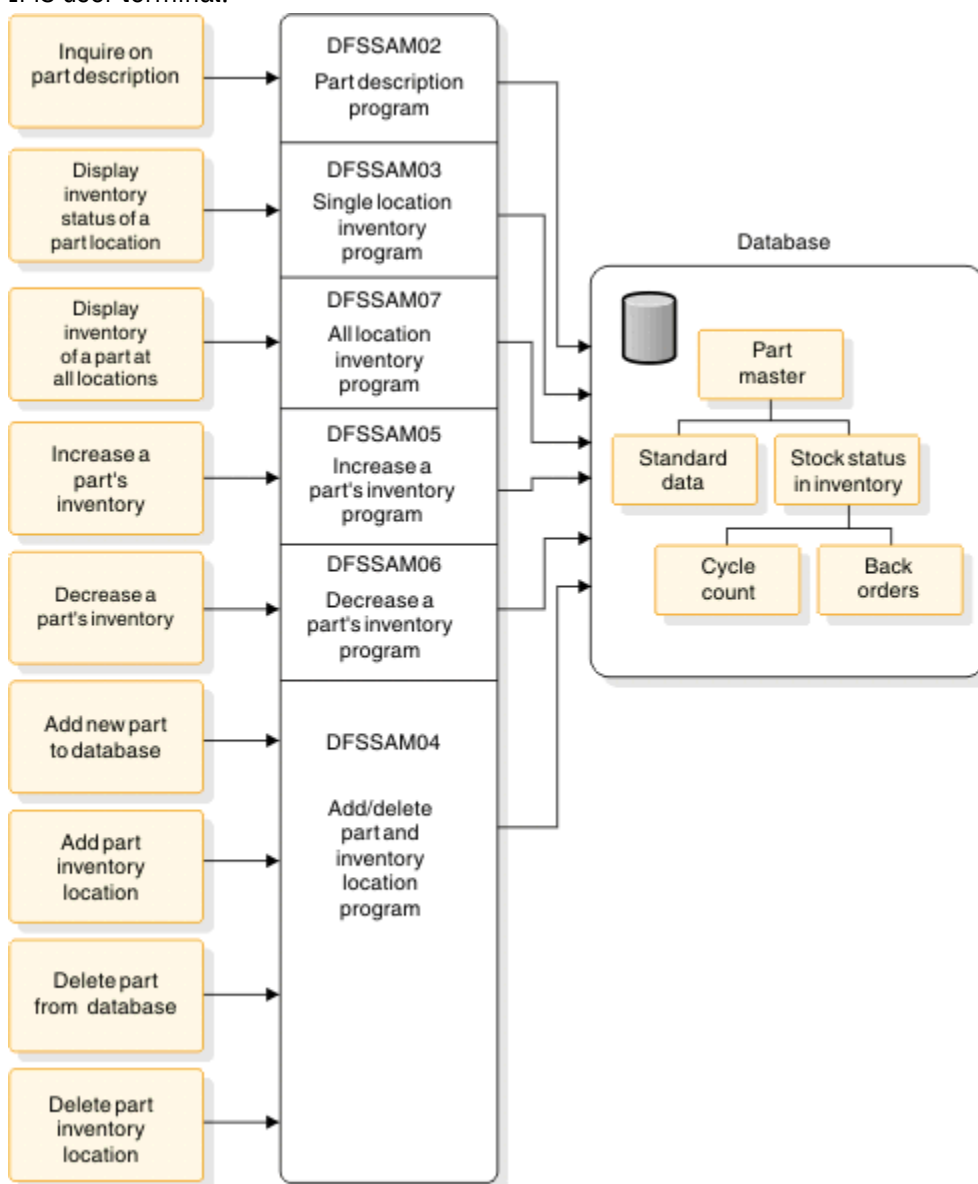 IMS user terminal.
Inquire on
part description
Display
inventory
status of a
part location
Display
inventory
of a part at
all locations
Increase a
part's
inventory
Decrease a
part's inventory
Add new part
to database
Add part
inventory
location
Delete part
from database
Delete part
inventory
location
DFSSAM02
Part description
program
DFSSAM03
Single location
inventory
program
DFSSAM07
All location
inventory
program
DFSSAM05
Increase a
part's inventory
program
DFSSAM06
Decrease a
part's inventory
program
DFSSAM04
Add/delete
part and
inventory
location
program
Database
Part
master
Standard
data
Stock status
in inventory
Cycle
count
Back
orders